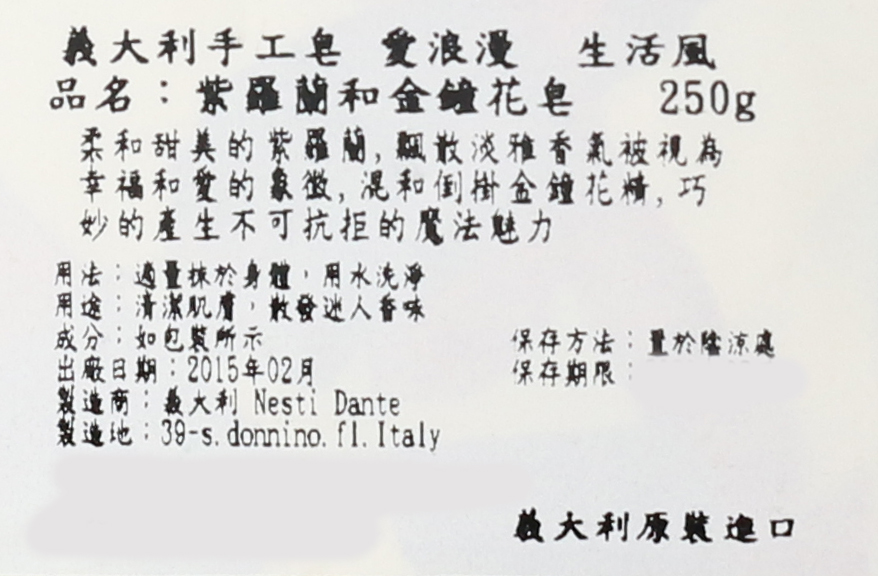 義大利手工皂 愛浪漫 生活風
品名：紫羅蘭和金鐘花皂 250g
柔和甜美的紫羅蘭,飄散淡雅香氣被視為
幸福和愛的象徵,混和倒掛金鐘花精,巧
妙的產生不可抗拒的魔法魅力
用法：適量抹於身體，用水洗淨
用途：清潔肌膚，散發迷人香味
成分：如包裝所示
保存方法：置於陰涼處
出廠日期：2015年02月
保存期限：
製造商：義大利 Nesti Dante
製造地：39-s.donnino.fl.Italy
義大利原裝進口